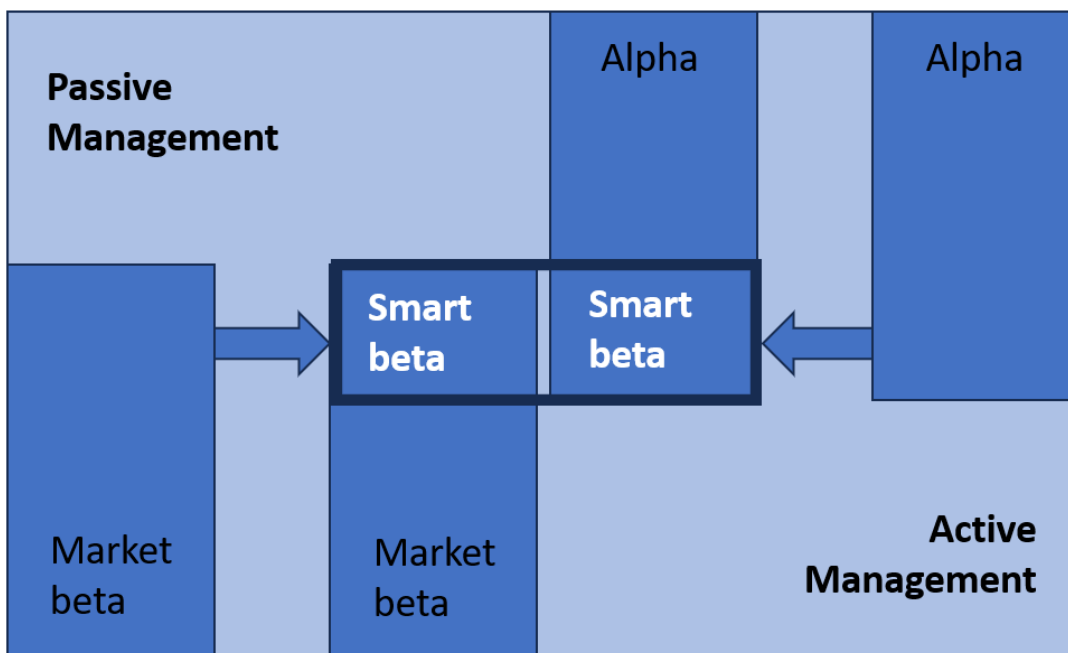 Passive
Management
Alpha
Alpha
Smart
beta
Smart
beta
Market
beta
Market
beta
Active
Management